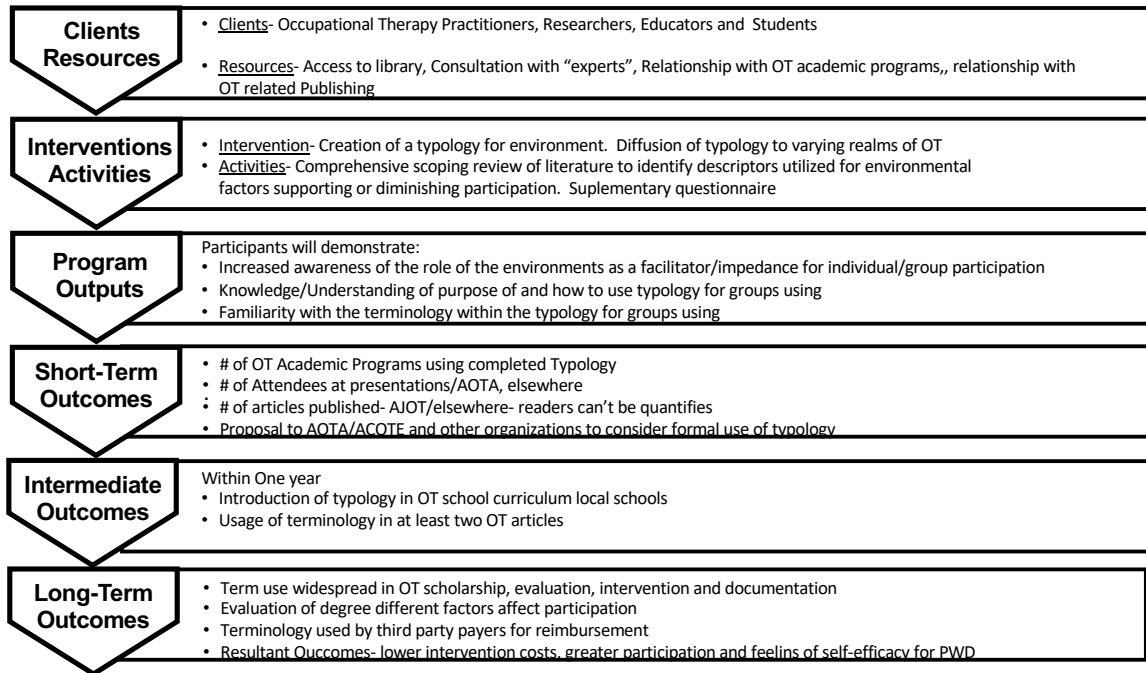 Clients
Resources
• Clients- Occupational Therapy Practitioners, Researchers, Educators and  Students
• Resources- Access to library, Consultation with “experts”, Relationship with OT academic programs,, relationship with
OT related Publishing
Interventions
Activities
• Intervention- Creation of a typology for environment.  Diffusion of typology to varying realms of OT
• Activities- Comprehensive scoping review of literature to identify descriptors utilized for environmental
factors supporting or diminishing participation.  Suplementary questionnaire
Program
Outputs
Participants will demonstrate:
• Increased awareness of the role of the environments as a facilitator/impedance for individual/group participation
• Knowledge/Understanding of purpose of and how to use typology for groups using
• Familiarity with the terminology within the typology for groups using
Short-Term
Outcomes
• # of OT Academic Programs using completed Typology
• # of Attendees at presentations/AOTA, elsewhere
• # of articles published- AJOT/elsewhere- readers can’t be quantifies
• Proposal to AOTA/ACOTE and other organizations to consider formal use of typology
Intermediate
Outcomes
Within One year
• Introduction of typology in OT school curriculum local schools
• Usage of terminology in at least two OT articles
Long-Term
Outcomes
• Term use widespread in OT scholarship, evaluation, intervention and documentation
• Evaluation of degree different factors affect participation
• Terminology used by third party payers for reimbursement
• Resultant Ouccomes- lower intervention costs, greater participation and feelins of self-efficacy for PWD